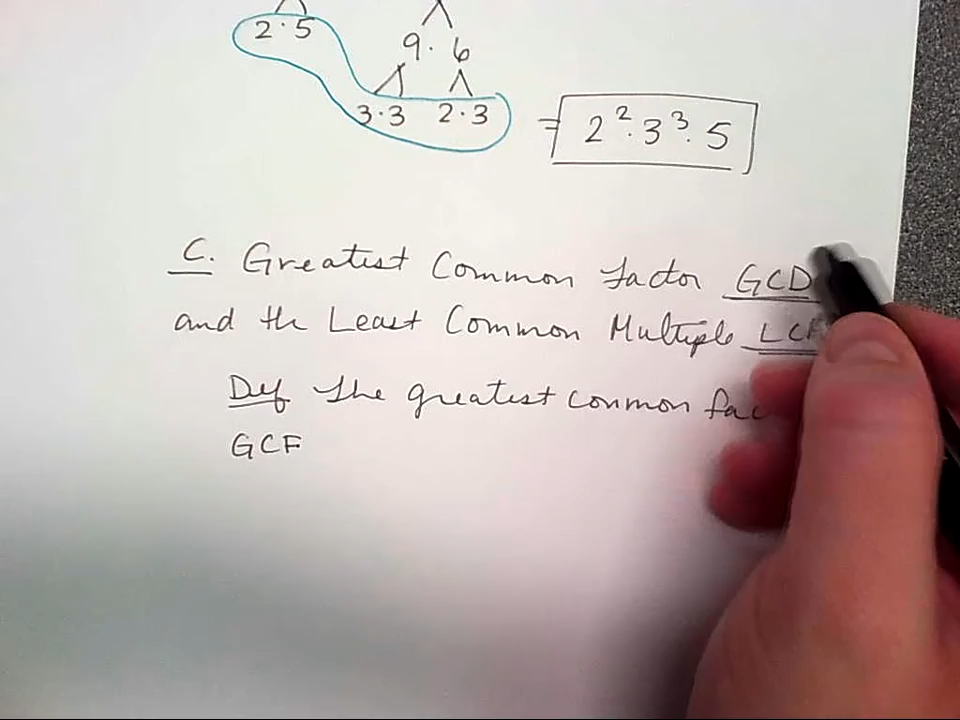 2 · 5
9 · 6
3 · 3 2 · 3
= 2² · 3³ · 5
C. Greatest Common Factor GCD
and the Least Common Multiple
Def The greatest common
GCF